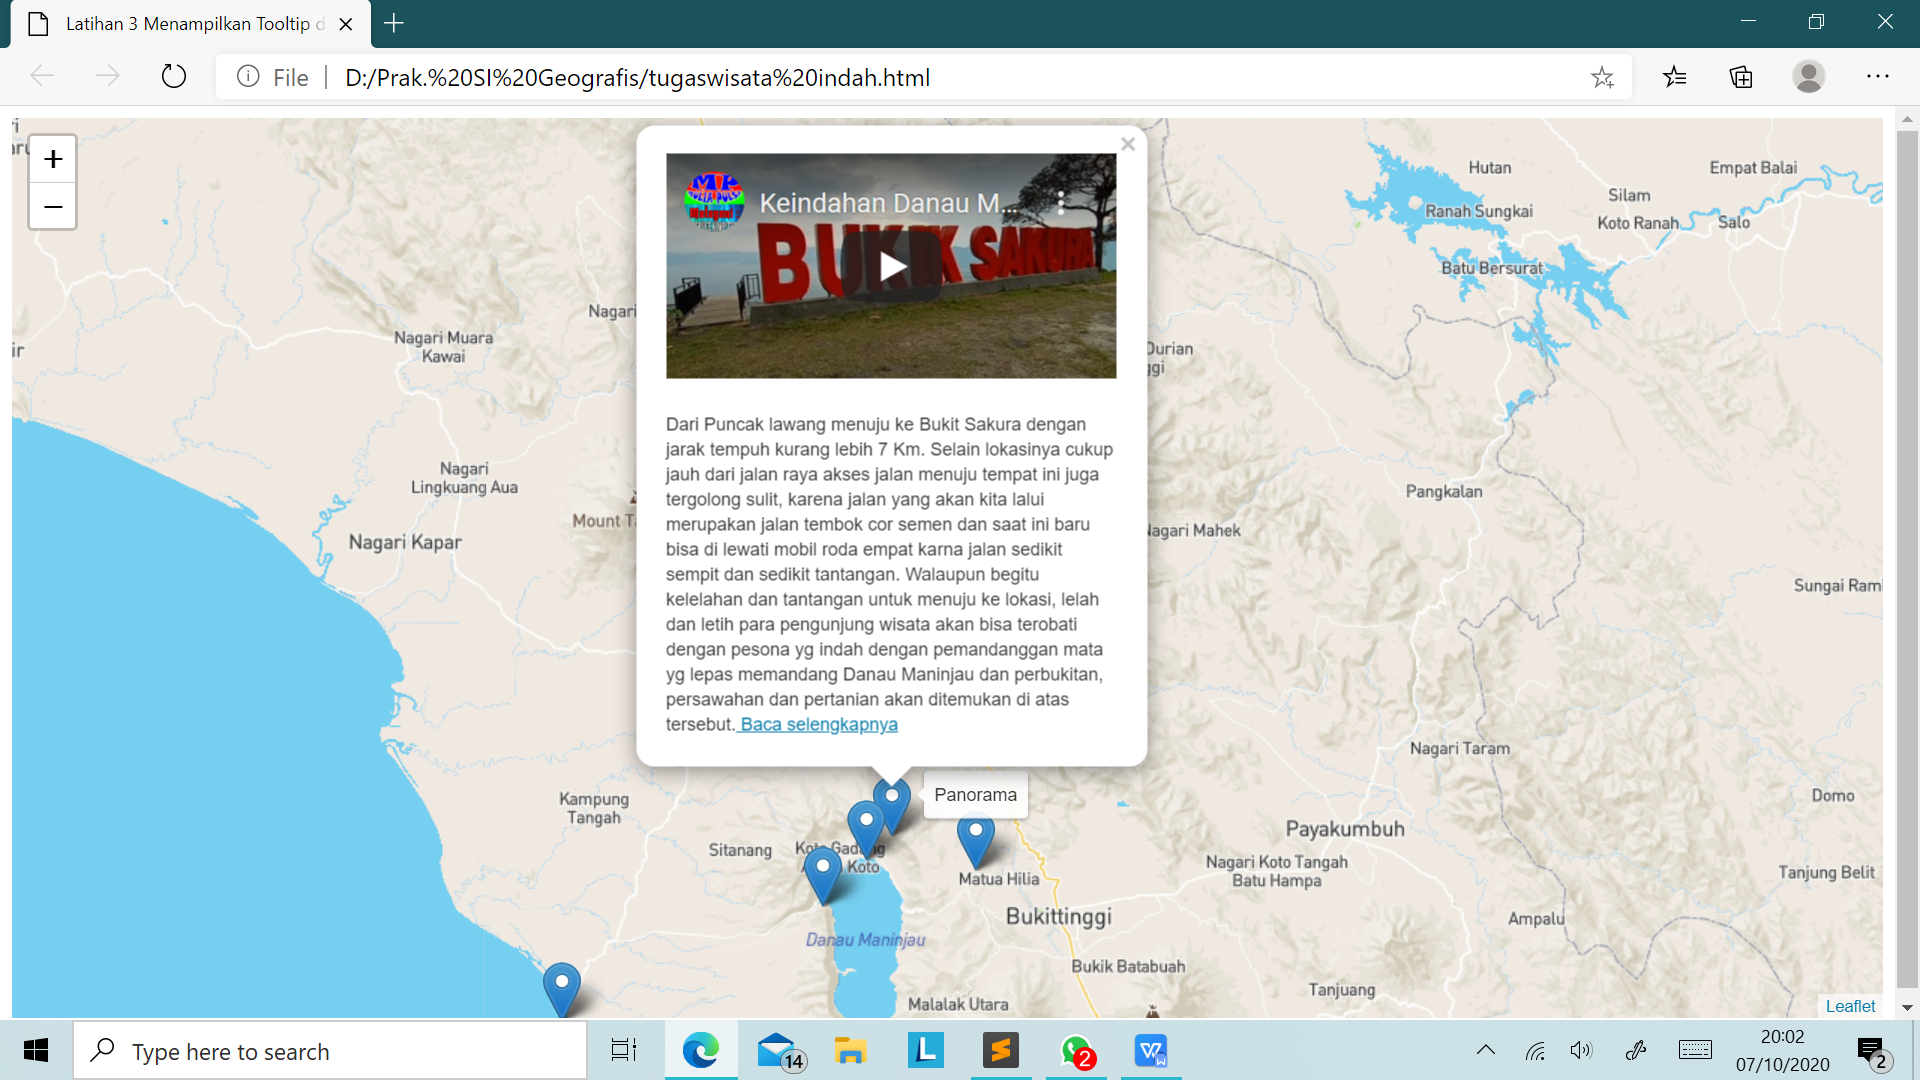 Latihan 3 Menampilkan Tooltip d
File
D:/Prak.%20SI%20Geografis/tugaswisata%20indah.html
+
−
Keindahan Danau M...
BUKIK SAKURA
Dari Puncak lawang menuju ke Bukit Sakura dengan
jarak tempuh kurang lebih 7 Km. Selain lokasinya cukup
jauh dari jalan raya akses jalan menuju tempat ini juga
tergolong sulit, karena jalan yang akan kita lalui
merupakan jalan tembok cor semen dan saat ini baru
bisa di lewati mobil roda empat karna jalan sedikit
sempit dan sedikit tantangan. Walaupun begitu
kelelahan dan tantangan untuk menuju ke lokasi, lelah
dan letih para pengunjung wisata akan bisa terobati
dengan pesona yg indah dengan pemandanggan mata
yg lepas memandang Danau Maninjau dan perbukitan,
persawahan dan pertanian akan ditemukan di atas
tersebut. Baca selengkapnya
Panorama
Hutan
Empat Balai
Silam
Ranah Sungkai
Koto Ranah
Salo
Batu Bersurat
Nagari
Nagari Muara
Kawai
Durian
Nagari
Lingkuang Aua
Pangkalan
Mount
Nagari Mahek
Nagari Kapar
Sungai
Nagari Taram
Kampung
Tangah
Domo
Payakumbuh
Sitanang
Koto Gadang
Koto
Nagari Koto Tangah
Batu Hampa
Matua Hilia
Tanjung Belit
Bukittinggi
Ampalu
Danau Maninjau
Bukik Batabuah
Tanjuang
Malalak Utara
Leaflet
Type here to search
14
L
S
2
W
20:02
07/10/2020
2